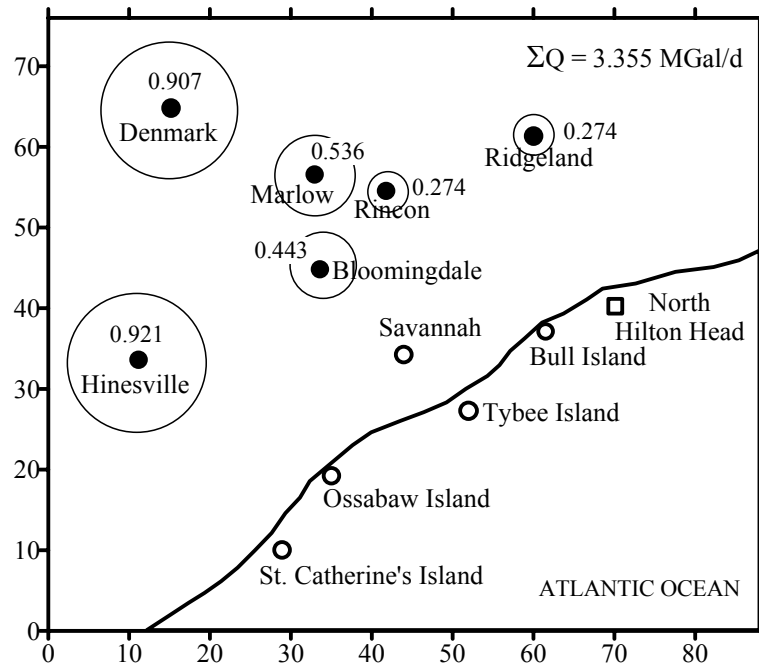 70
60
50
40
30
20
10
0
ΣQ = 3.355 MGal/d
0.907
Denmark
0.536
Marlow
0.274
Rincon
0.274
Ridgeland
0.443
Bloomingdale
0.921
Hinesville
Savannah
North
Hilton Head
Bull Island
Tybee Island
Ossabaw Island
St. Catherine's Island
ATLANTIC OCEAN
0 10 20 30 40 50 60 70 80